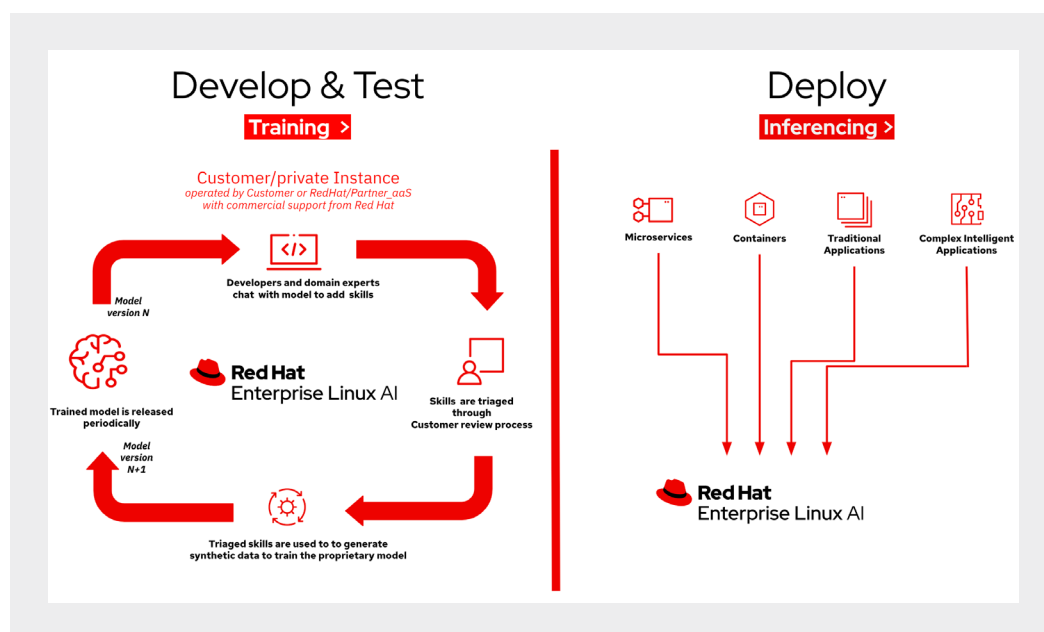 Develop & Test
Training >
Customer/private Instance
operated by Customer or RedHat/Partner_aaS
with commercial support from Red Hat
</>
Developers and domain experts
chat with model to add skills
Model
version N
Red Hat
Enterprise Linux AI
Trained model is released
periodically
Skills are triaged
through
Customer review process
Model
version
N+1
Triaged skills are used to to generate
synthetic data to train the proprietary model
Deploy
Inferencing >
Microservices
Containers
Traditional
Applications
Complex Intelligent
Applications
Red Hat
Enterprise Linux AI